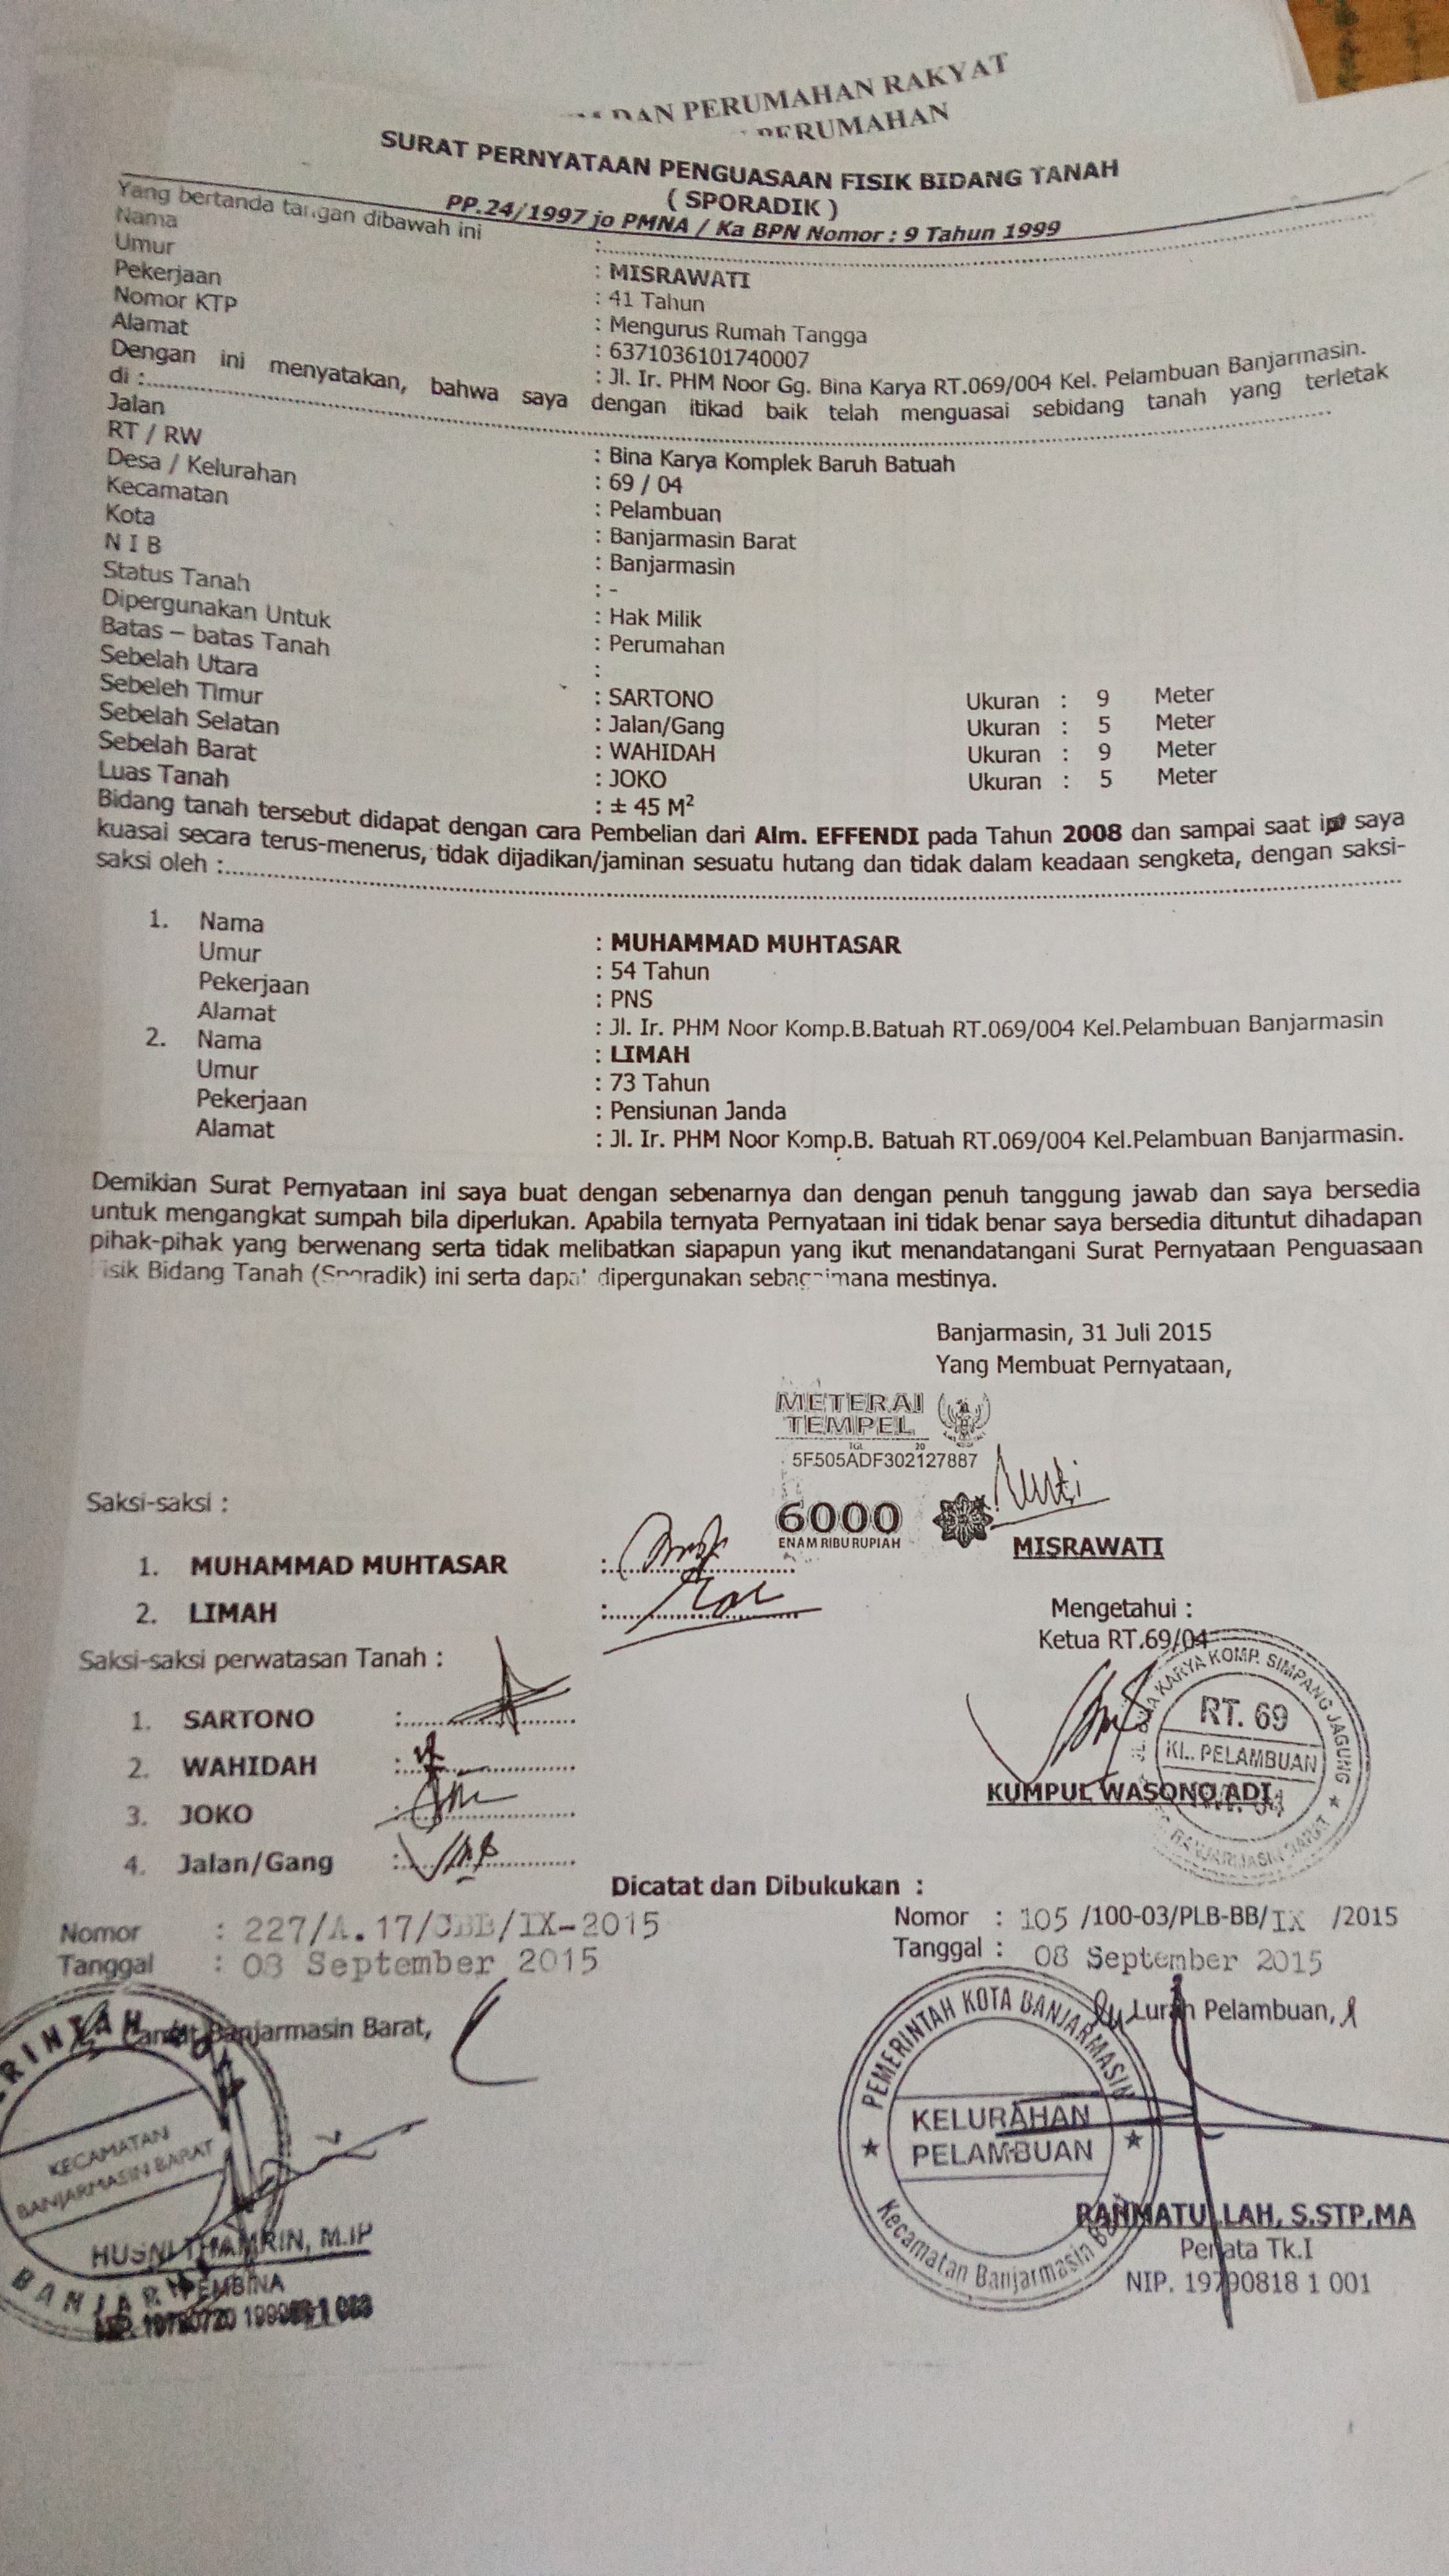 DAN PERUMAHAN RAKYAT
PERUMAHAN
SURAT PERNYATAAN PENGUASAAN FISIK BIDANG TANAH
( SPORADIK )
PP.24/1997 jo PMNA / Ka BPN Nomor : 9 Tahun 1999
Yang bertanda tangan dibawah ini :
Nama : MISRAWATI
Umur : 41 Tahun
Pekerjaan : Mengurus Rumah Tangga
Nomor KTP : 6371036101740007
Alamat : Jl. Ir. PHM Noor Gg. Bina Karya RT.069/004 Kel. Pelambuan Banjarmasin.
Dengan ini menyatakan, bahwa saya dengan itikad baik telah menguasai sebidang tanah yang terletak
di :
Jalan : Bina Karya Komplek Baruh Batuah
RT / RW : 69 / 04
Desa / Kelurahan : Pelambuan
Kecamatan : Banjarmasin Barat
Kota : Banjarmasin
N I B : -
Status Tanah : Hak Milik
Dipergunakan Untuk : Perumahan
Batas – batas Tanah :
Sebelah Utara : SARTONO Ukuran : 9 Meter
Sebeleh Timur : Jalan/Gang Ukuran : 5 Meter
Sebelah Selatan : WAHIDAH Ukuran : 9 Meter
Sebelah Barat : JOKO Ukuran : 5 Meter
Luas Tanah : ± 45 M²
Bidang tanah tersebut didapat dengan cara Pembelian dari Alm. EFFENDI pada Tahun 2008 dan sampai saat ini saya
kuasai secara terus-menerus, tidak dijadikan/jaminan sesuatu hutang dan tidak dalam keadaan sengketa, dengan saksi-
saksi oleh :
1. Nama : MUHAMMAD MUHTASAR
Umur : 54 Tahun
Pekerjaan : PNS
Alamat : Jl. Ir. PHM Noor Komp.B.Batuah RT.069/004 Kel.Pelambuan Banjarmasin
2. Nama : LIMAH
Umur : 73 Tahun
Pekerjaan : Pensiunan Janda
Alamat : Jl. Ir. PHM Noor Komp.B. Batuah RT.069/004 Kel.Pelambuan Banjarmasin.
Demikian Surat Pernyataan ini saya buat dengan sebenarnya dan dengan penuh tanggung jawab dan saya bersedia
untuk mengangkat sumpah bila diperlukan. Apabila ternyata Pernyataan ini tidak benar saya bersedia dituntut dihadapan
pihak-pihak yang berwenang serta tidak melibatkan siapapun yang ikut menandatangani Surat Pernyataan Penguasaan
Fisik Bidang Tanah (Sporadik) ini serta dapat dipergunakan sebagaimana mestinya.
Banjarmasin, 31 Juli 2015
Yang Membuat Pernyataan,
METERAI
TEMPEL
TGL 20
5F505ADF302127887
6000
ENAM RIBU RUPIAH
MISRAWATI
Saksi-saksi :
1. MUHAMMAD MUHTASAR :
2. LIMAH :
Mengetahui :
Ketua RT.69/04
KARYA KOMP. SIMPANG JAGUNG
RT. 69
KL. PELAMBUAN
BANJARMASIN BARAT
KUMPUL WASONO ADI
Saksi-saksi perwatasan Tanah :
1. SARTONO :
2. WAHIDAH :
3. JOKO :
4. Jalan/Gang :
Dicatat dan Dibukukan :
Nomor : 227/A.17/CBB/IX-2015
Tanggal : 08 September 2015
Camat Banjarmasin Barat,
KECAMATAN
BANJARMASIN BARAT
HUSNI THAMRIN, M.IP
PEMBINA
Nomor : 105 /100-03/PLB-BB/ IX /2015
Tanggal : 08 September 2015
Lurah Pelambuan,
PEMERINTAH KOTA BANJARMASIN
KELURAHAN
PELAMBUAN
Kecamatan Banjarmasin
RAHMATULLAH, S.STP,MA
Penata Tk.I
NIP. 19790818 1 001